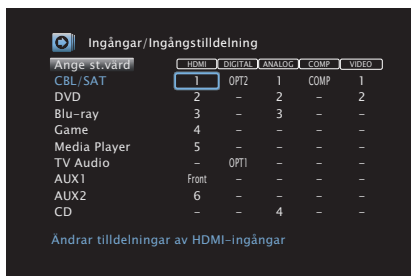 Ingångar/Ingångstilldelning
Ange st.värd HDMI DIGITAL ANALOG COMP VIDEO
CBL/SAT 1 OPT2 1 COMP 1
DVD 2 – 2 – 2
Blu-ray 3 – 3 – –
Game 4 – – – –
Media Player 5 – – – –
TV Audio – OPT1 – – –
AUX1 Front – – – –
AUX2 6 – – – –
CD – – 4 – –
Ändrar tilldelningar av HDMI-ingångar